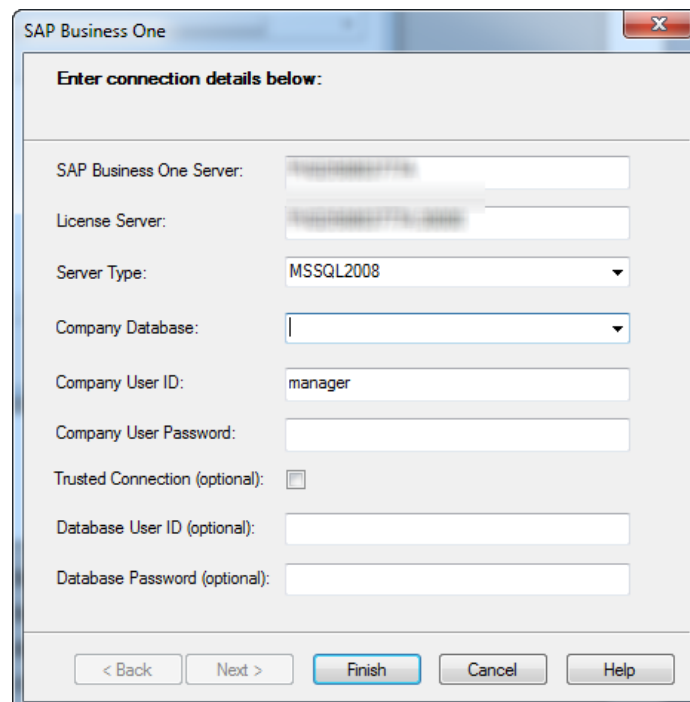 SAP Business One
Enter connection details below:
SAP Business One Server:
License Server:
Server Type: MSSQL2008
Company Database:
Company User ID: manager
Company User Password:
Trusted Connection (optional):
Database User ID (optional):
Database Password (optional):
< Back Next > Finish Cancel Help